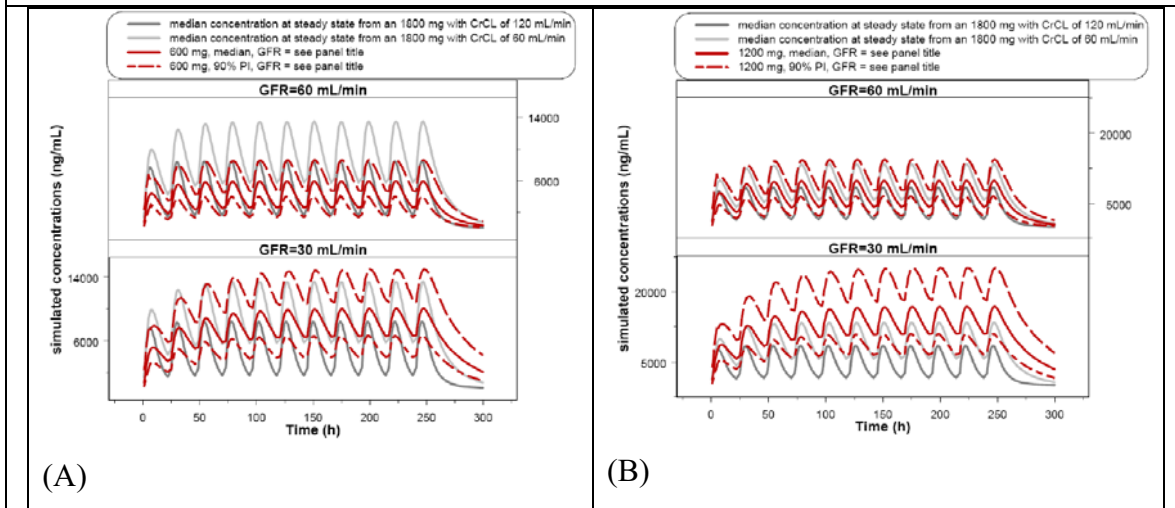 median concentration at steady state from an 1800 mg with CrCL of 120 mL/min
median concentration at steady state from an 1800 mg with CrCL of 60 mL/min
600 mg, median, GFR = see panel title
600 mg, 90% PI, GFR = see panel title
GFR=60 mL/min
14000
6000
GFR=30 mL/min
14000
6000
simulated concentrations (ng/mL)
0 50 100 150 200 250 300
Time (h)
(A)
median concentration at steady state from an 1800 mg with CrCL of 120 mL/min
median concentration at steady state from an 1800 mg with CrCL of 60 mL/min
1200 mg, median, GFR = see panel title
1200 mg, 90% PI, GFR = see panel title
GFR=60 mL/min
20000
5000
GFR=30 mL/min
20000
5000
simulated concentrations (ng/mL)
0 50 100 150 200 250 300
Time (h)
(B)